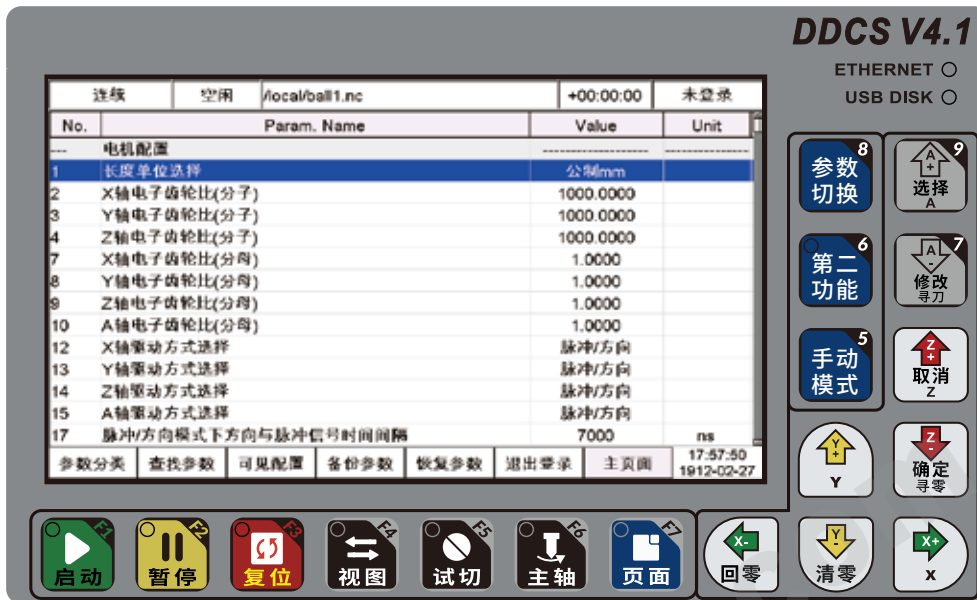 DDCS V4.1
ETHERNET
USB DISK
连续 空闲 /local/ball1.nc +00:00:00 未登录
No. Param. Name Value Unit
--- 电机配置 -------------------- ----------------
1 长度单位选择 公制mm
2 X轴电子齿轮比(分子) 1000.0000
3 Y轴电子齿轮比(分子) 1000.0000
4 Z轴电子齿轮比(分子) 1000.0000
7 X轴电子齿轮比(分母) 1.0000
8 Y轴电子齿轮比(分母) 1.0000
9 Z轴电子齿轮比(分母) 1.0000
10 A轴电子齿轮比(分母) 1.0000
12 X轴驱动方式选择 脉冲/方向
13 Y轴驱动方式选择 脉冲/方向
14 Z轴驱动方式选择 脉冲/方向
15 A轴驱动方式选择 脉冲/方向
17 脉冲/方向模式下方向与脉冲信号时间间隔 7000 ns
参数分类 查找参数 可见配置 备份参数 恢复参数 退出登录 主页面 17:57:50
1912-02-27
8
参数
切换
9
A
+
选择
A
6
第二
功能
7
A
-
修改
寻刀
5
手动
模式
Z
+
取消
Z
Y
+
Y
Z
-
确定
寻零
F1
启动
F2
暂停
F3
复位
F4
视图
F5
试切
F6
主轴
F7
页面
X-
回零
Y
-
清零
X+
X